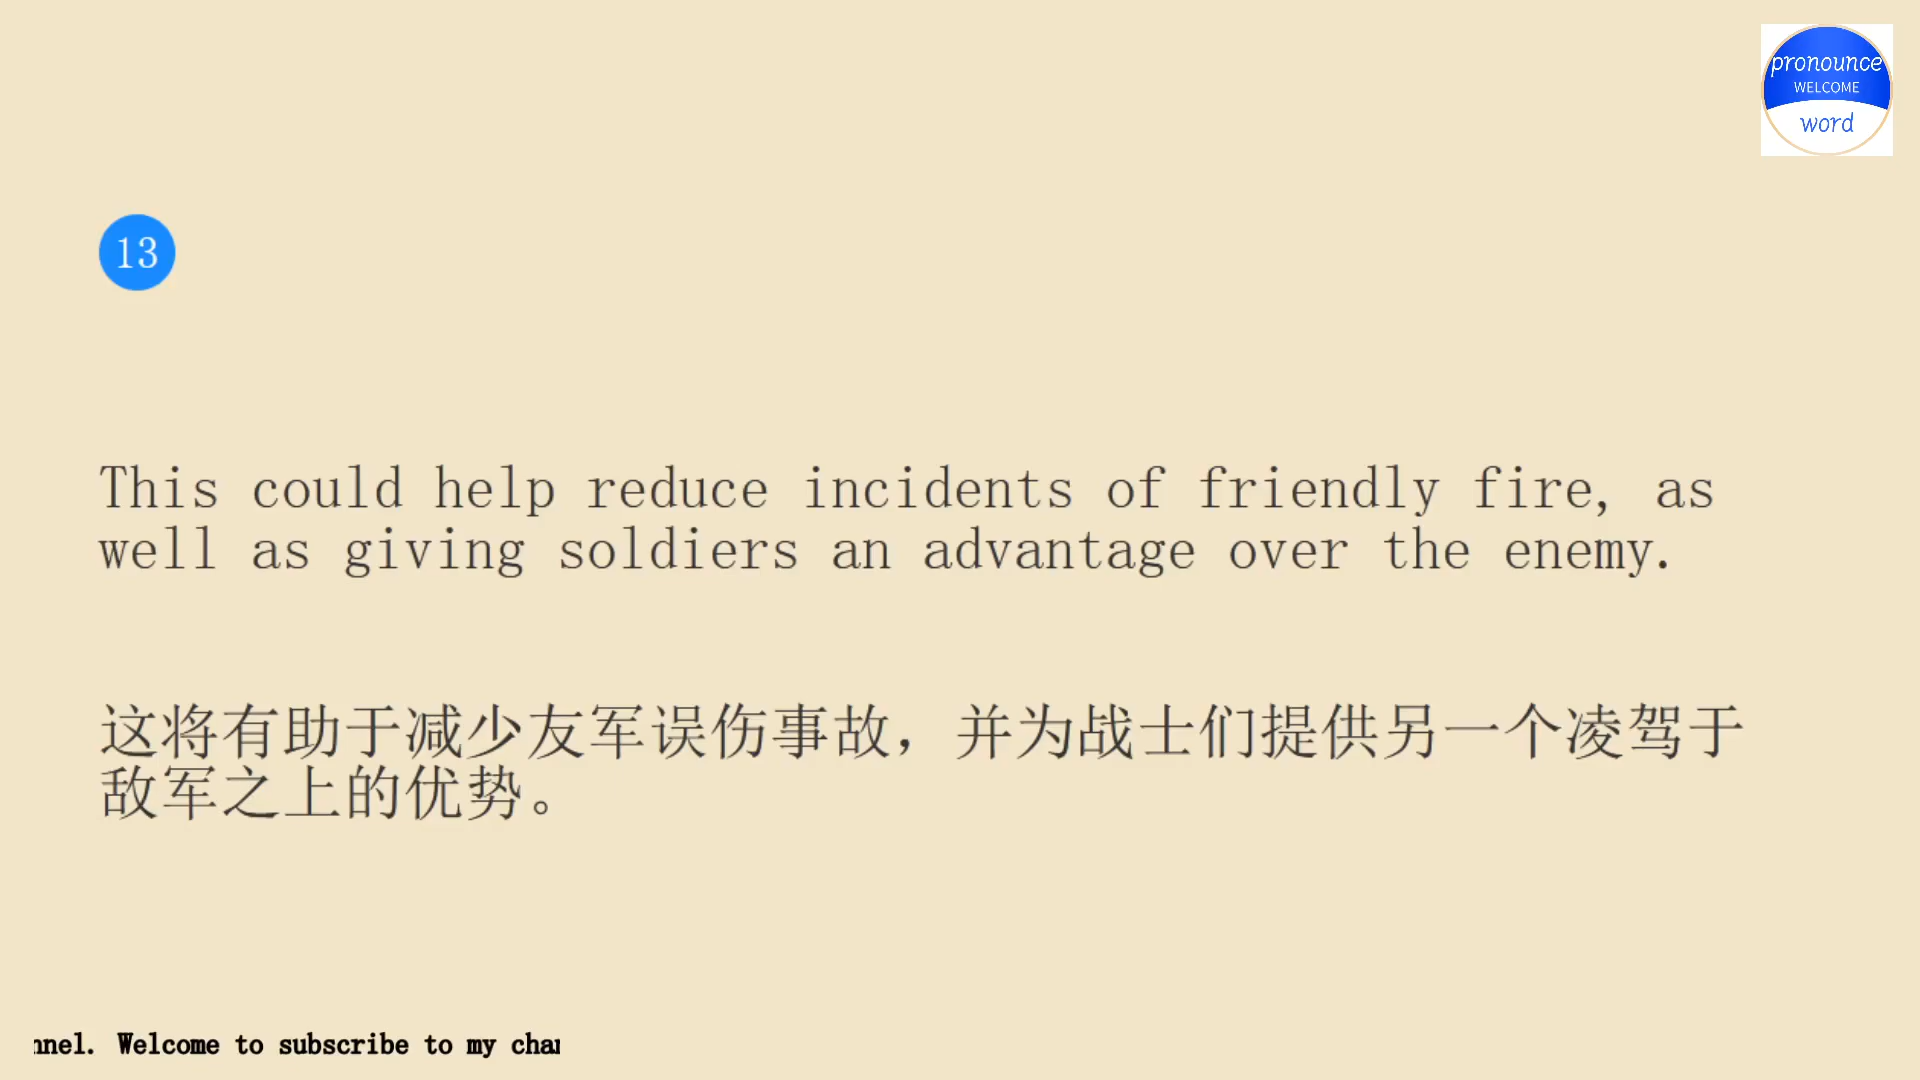 pronounce
WELCOME
word
13
This could help reduce incidents of friendly fire, as
well as giving soldiers an advantage over the enemy.
这将有助于减少友军误伤事故，并为战士们提供另一个凌驾于
敌军之上的优势。
nnel. Welcome to subscribe to my chan